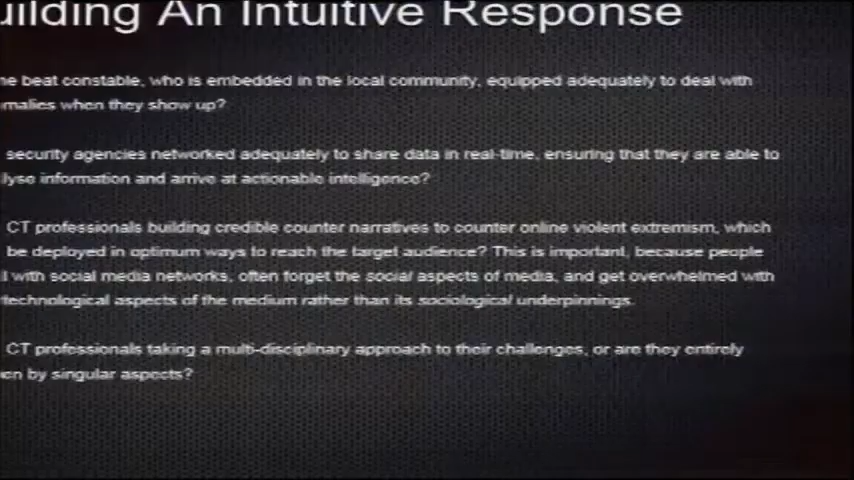 uilding An Intuitive Response
he beat constable, who is embedded in the local community, equipped adequately to deal with
malies when they show up?
security agencies networked adequately to share data in real-time, ensuring that they are able to
lyse information and arrive at actionable intelligence?
CT professionals building credible counter narratives to counter online violent extremism, which
be deployed in optimum ways to reach the target audience? This is important, because people
l with social media networks, often forget the social aspects of media, and get overwhelmed with
technological aspects of the medium rather than its sociological underpinnings.
CT professionals taking a multi-disciplinary approach to their challenges, or are they entirely
en by singular aspects?